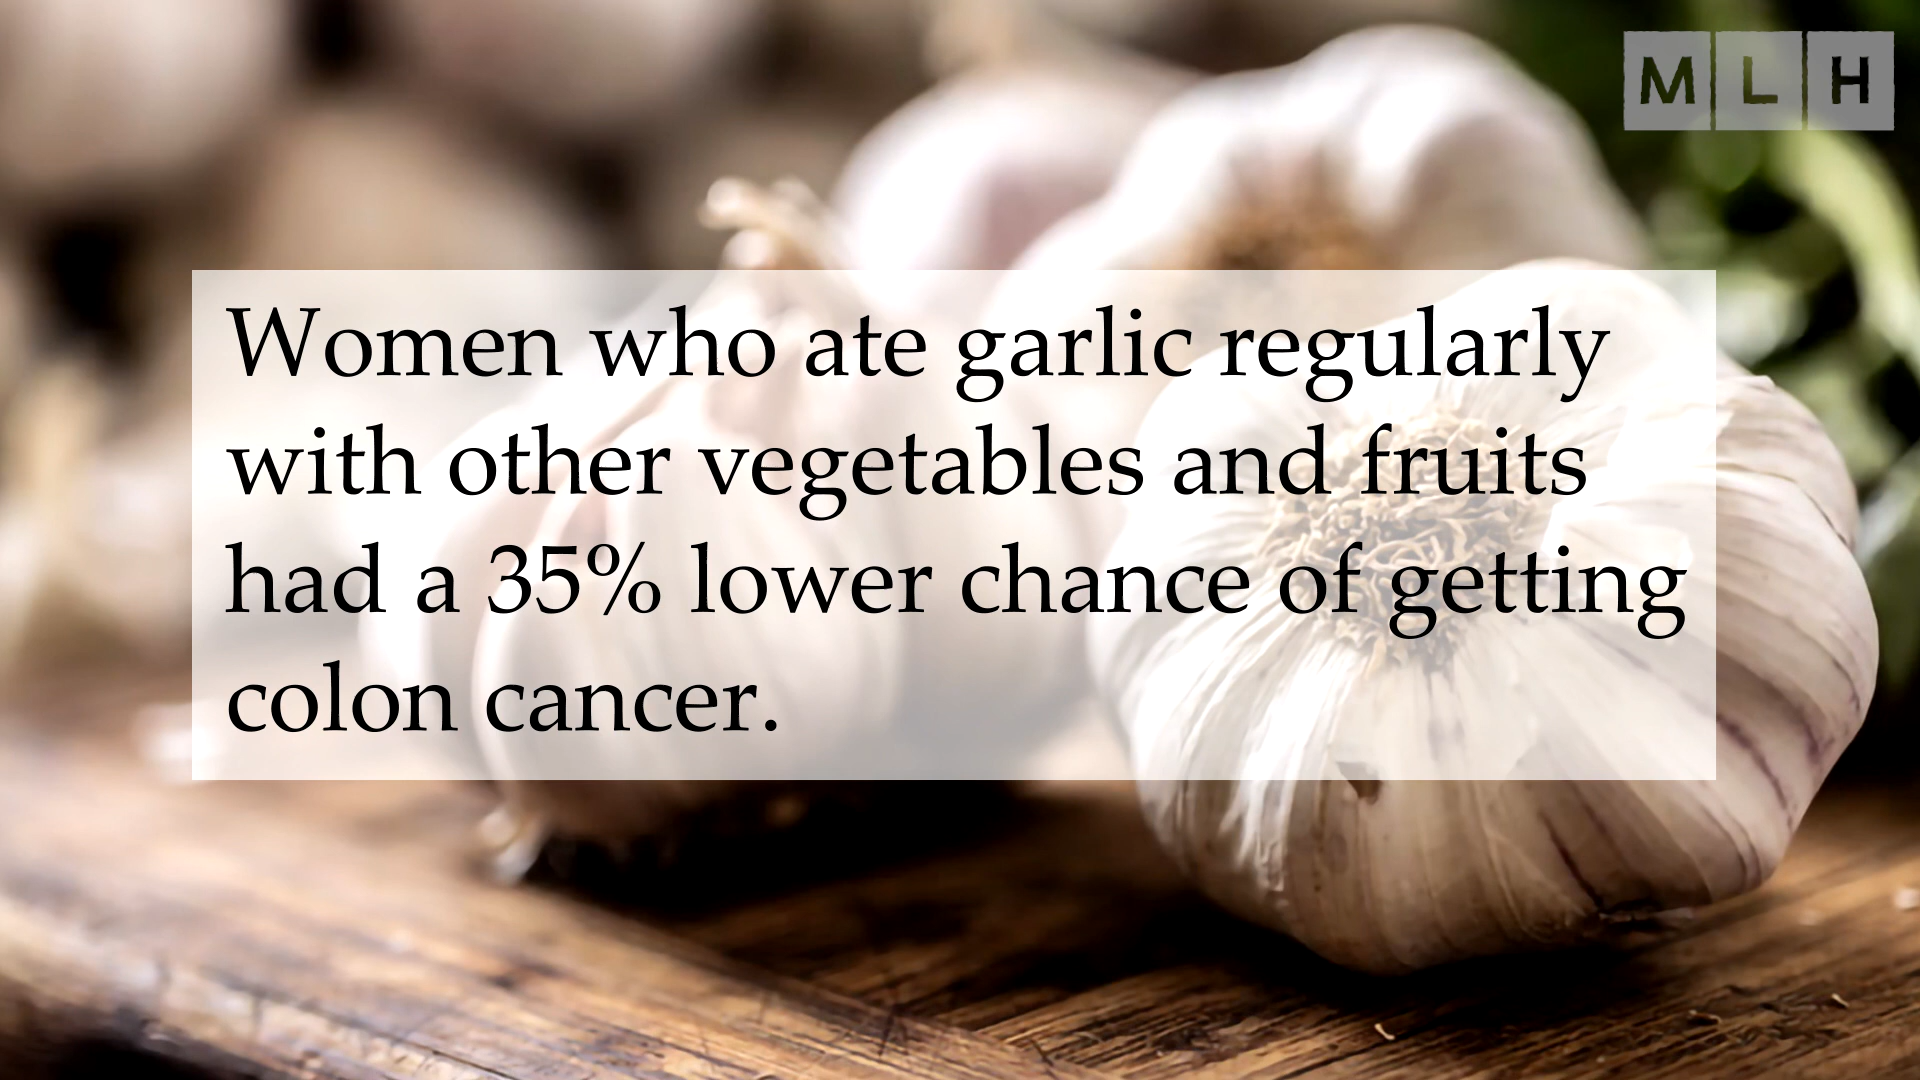 MLH
Women who ate garlic regularly
with other vegetables and fruits
had a 35% lower chance of getting
colon cancer.